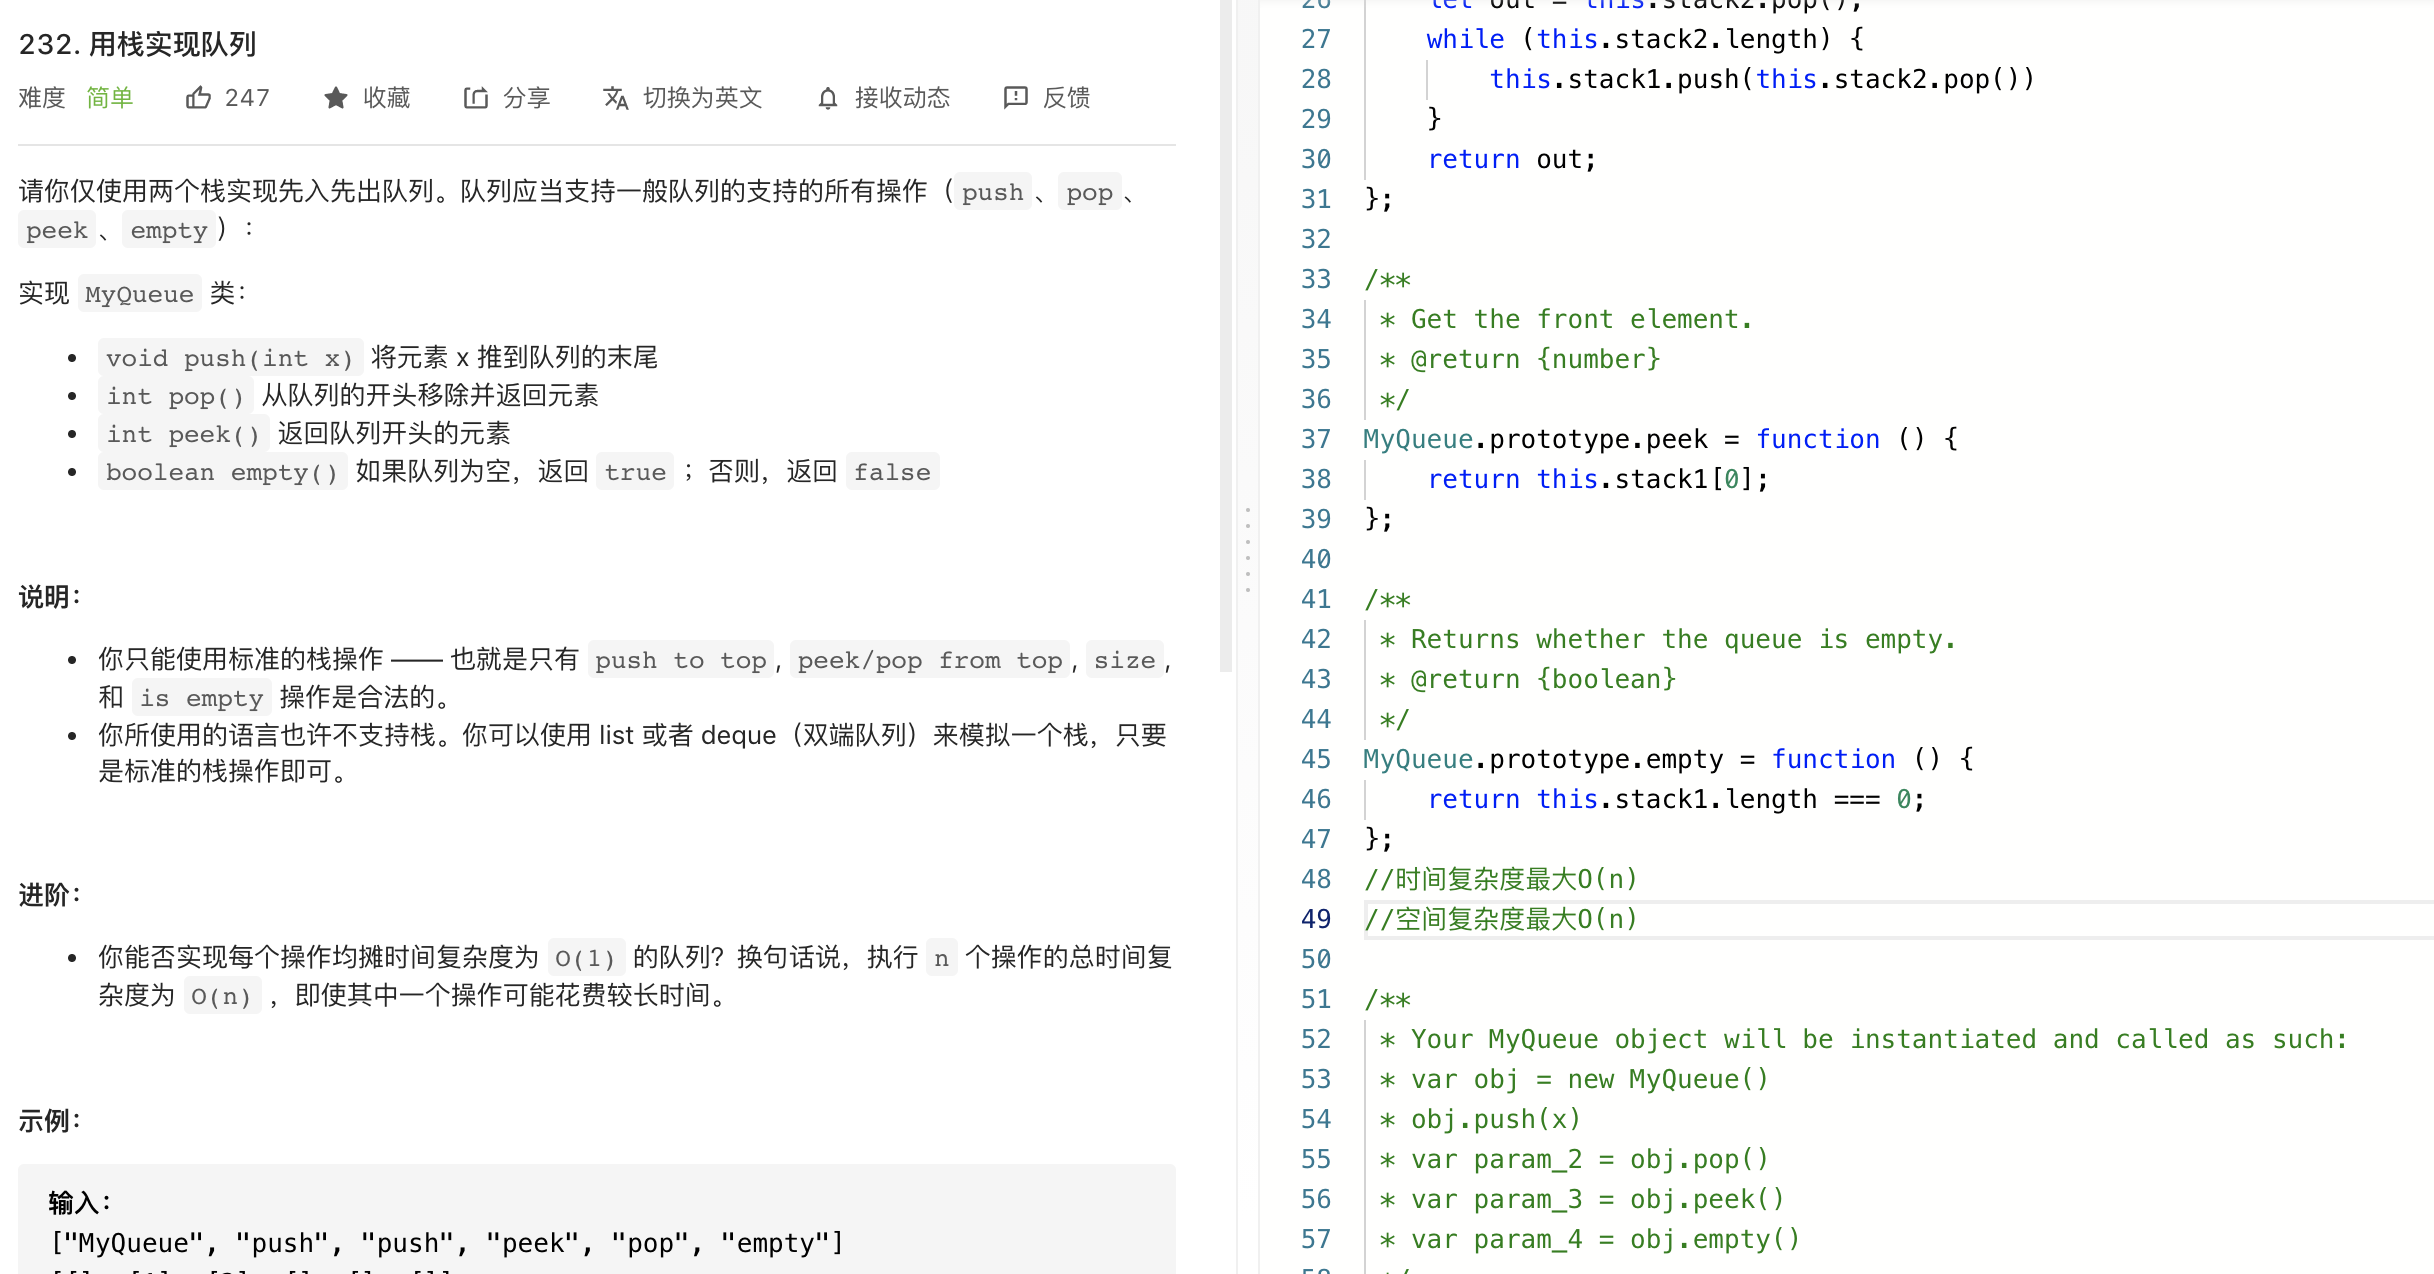 232. 用栈实现队列
难度 简单 247 收藏 分享 切换为英文 接收动态 反馈
请你仅使用两个栈实现先入先出队列。队列应当支持一般队列的支持的所有操作（push、pop、
peek、empty）：
实现 MyQueue 类：
• void push(int x) 将元素 x 推到队列的末尾
• int pop() 从队列的开头移除并返回元素
• int peek() 返回队列开头的元素
• boolean empty() 如果队列为空，返回 true ；否则，返回 false
说明：
• 你只能使用标准的栈操作 —— 也就是只有 push to top, peek/pop from top, size,
和 is empty 操作是合法的。
• 你所使用的语言也许不支持栈。你可以使用 list 或者 deque（双端队列）来模拟一个栈，只要
是标准的栈操作即可。
进阶：
• 你能否实现每个操作均摊时间复杂度为 O(1) 的队列？换句话说，执行 n 个操作的总时间复
杂度为 O(n) ，即使其中一个操作可能花费较长时间。
示例：
输入：
["MyQueue", "push", "push", "peek", "pop", "empty"]
[[], [1], [2], [], [], []]
26 let out = this.stack2.pop();
27 while (this.stack2.length) {
28 this.stack1.push(this.stack2.pop())
29 }
30 return out;
31 };
32
33 /**
34 * Get the front element.
35 * @return {number}
36 */
37 MyQueue.prototype.peek = function () {
38 return this.stack1[0];
39 };
40
41 /**
42 * Returns whether the queue is empty.
43 * @return {boolean}
44 */
45 MyQueue.prototype.empty = function () {
46 return this.stack1.length === 0;
47 };
48 //时间复杂度最大O(n)
49 //空间复杂度最大O(n)
50
51 /**
52 * Your MyQueue object will be instantiated and called as such:
53 * var obj = new MyQueue()
54 * obj.push(x)
55 * var param_2 = obj.pop()
56 * var param_3 = obj.peek()
57 * var param_4 = obj.empty()
58 */